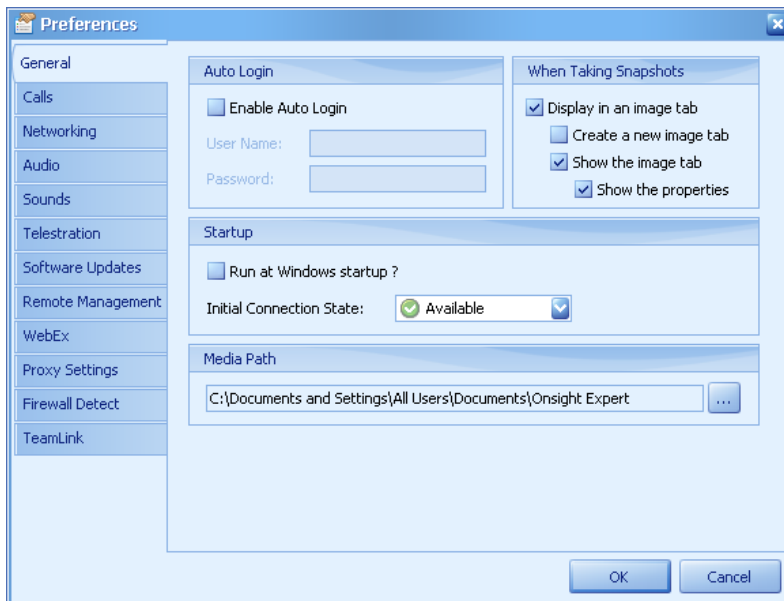 Preferences
General
Calls
Networking
Audio
Sounds
Telestration
Software Updates
Remote Management
WebEx
Proxy Settings
Firewall Detect
TeamLink
Auto Login
Enable Auto Login
User Name:
Password:
When Taking Snapshots
Display in an image tab
Create a new image tab
Show the image tab
Show the properties
Startup
Run at Windows startup ?
Initial Connection State: Available
Media Path
C:\Documents and Settings\All Users\Documents\Onsight Expert
...
OK Cancel